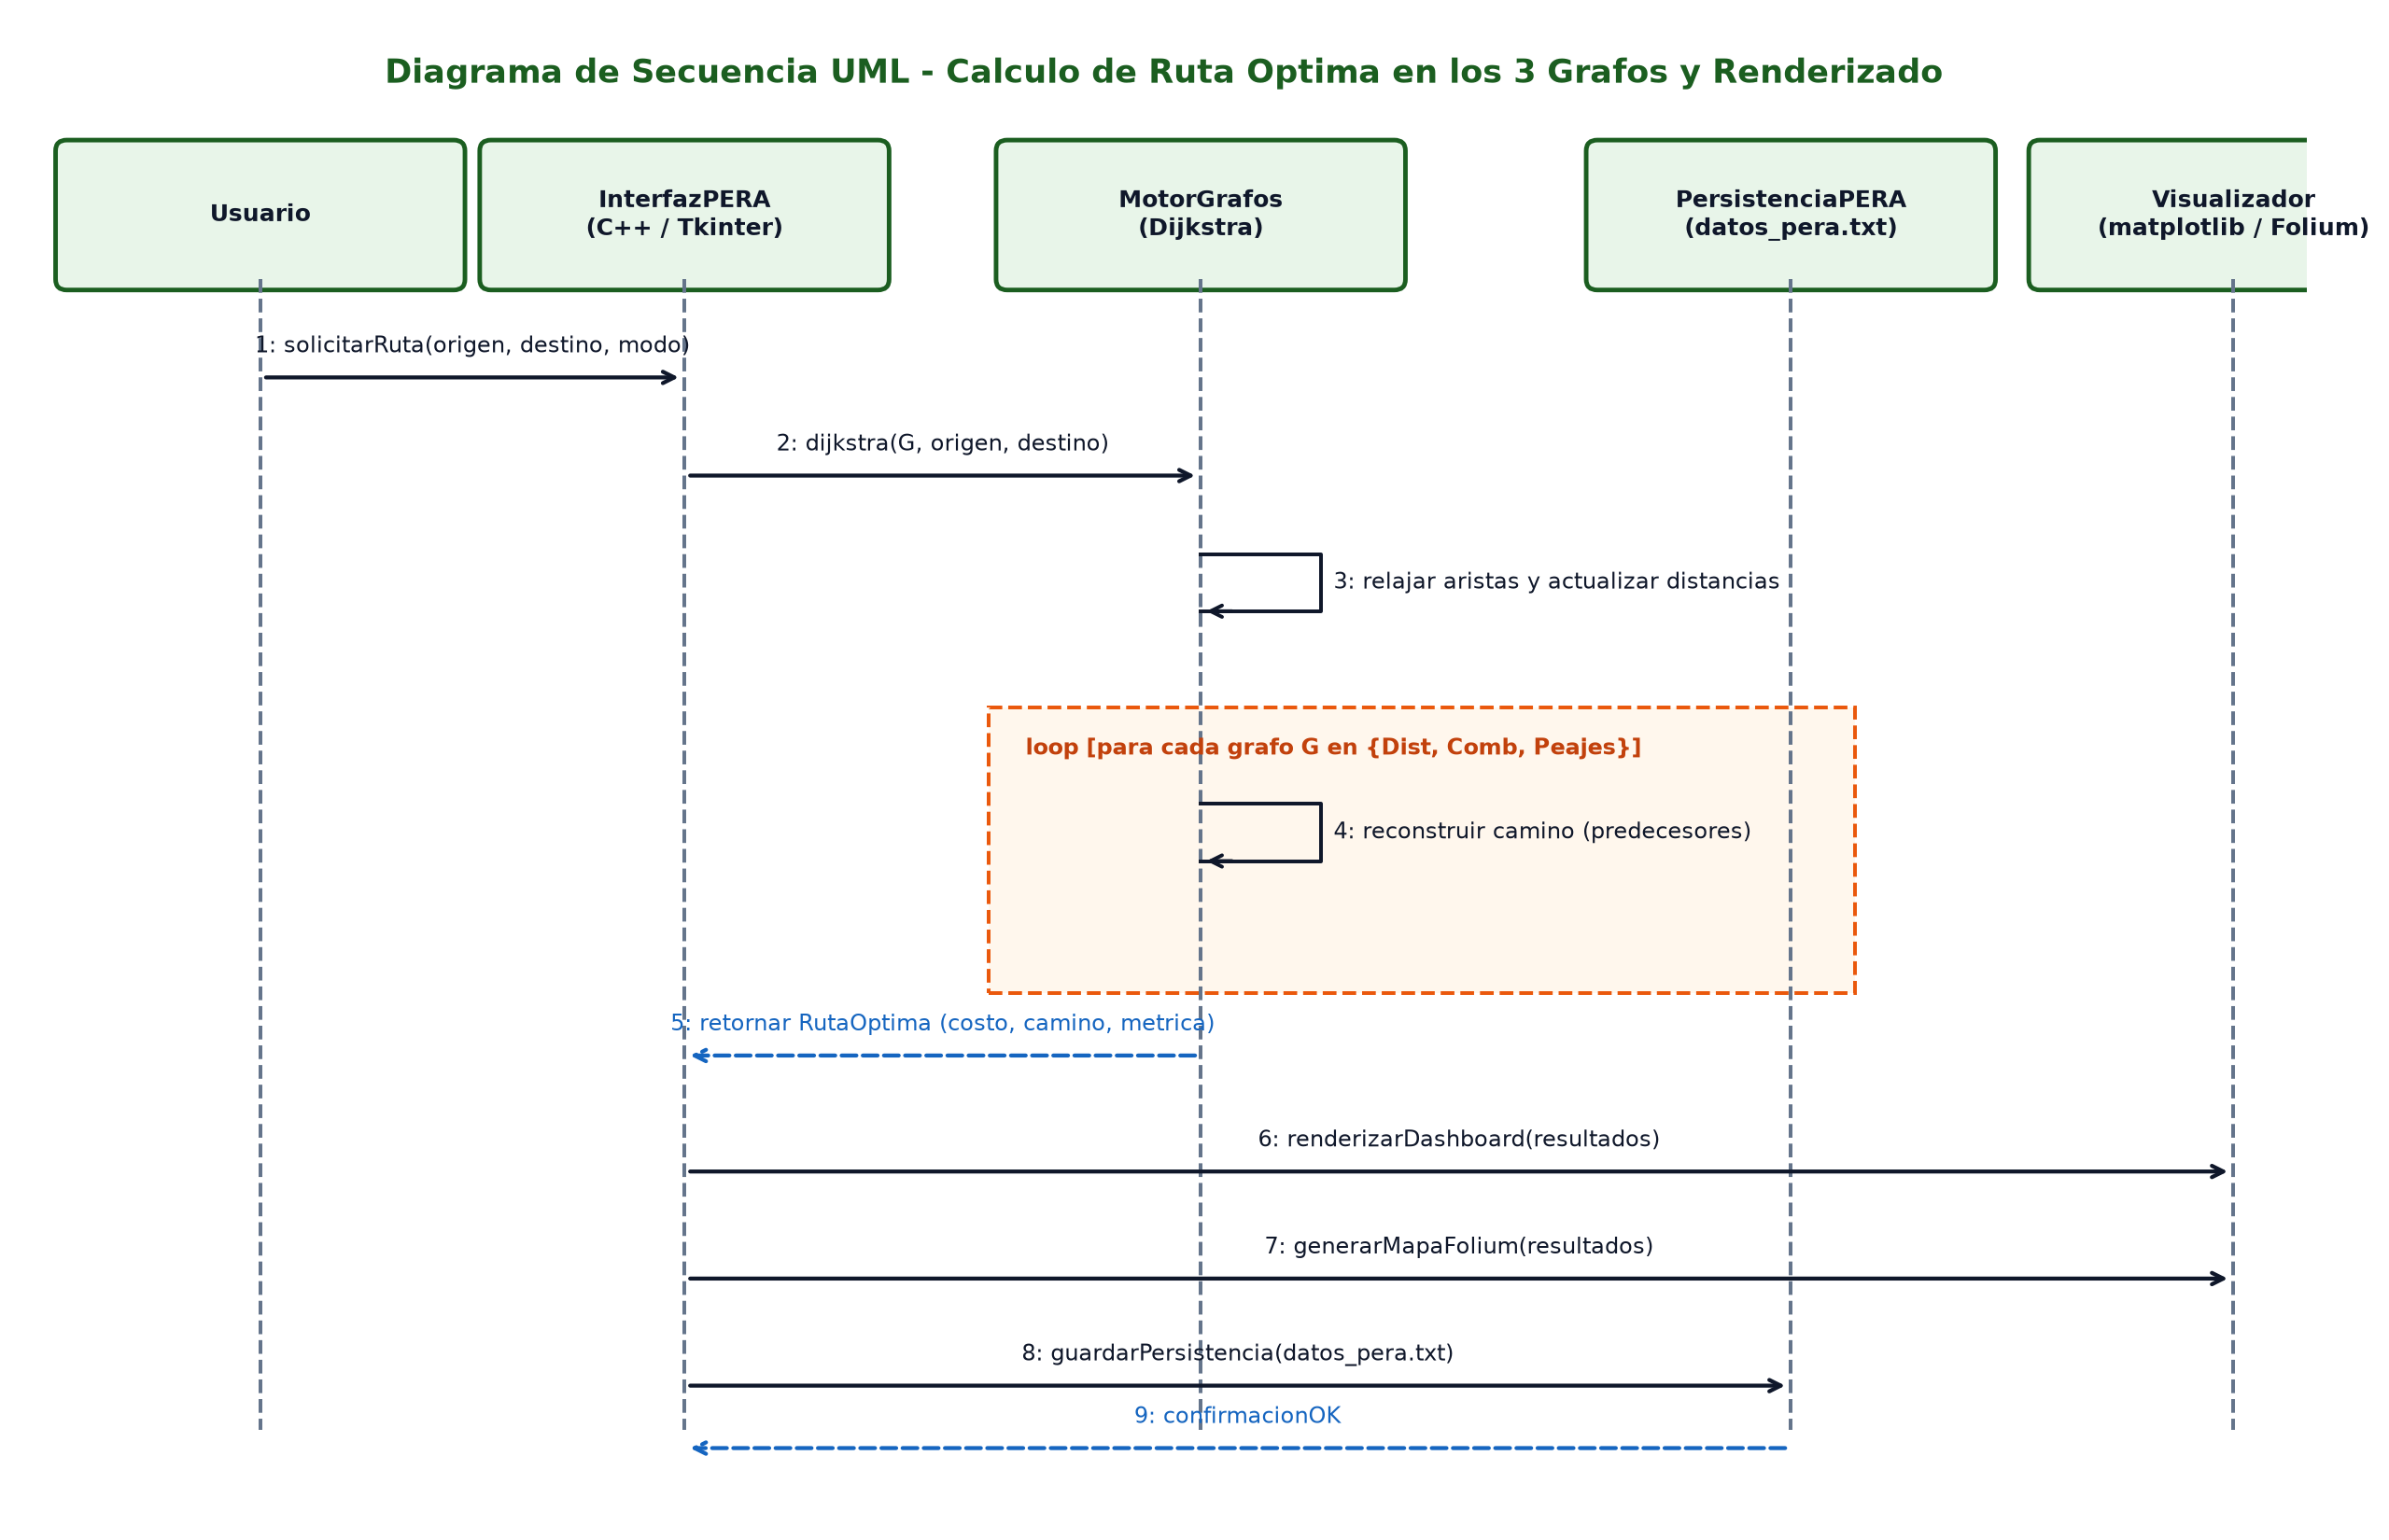 Diagrama de Secuencia UML - Calculo de Ruta Optima en los 3 Grafos y Renderizado
Usuario
InterfazPERA
(C++ / Tkinter)
MotorGrafos
(Dijkstra)
PersistenciaPERA
(datos_pera.txt)
Visualizador
(matplotlib / Folium)
1: solicitarRuta(origen, destino, modo)
2: dijkstra(G, origen, destino)
3: relajar aristas y actualizar distancias
loop [para cada grafo G en {Dist, Comb, Peajes}]
4: reconstruir camino (predecesores)
5: retornar RutaOptima (costo, camino, metrica)
6: renderizarDashboard(resultados)
7: generarMapaFolium(resultados)
8: guardarPersistencia(datos_pera.txt)
9: confirmacionOK